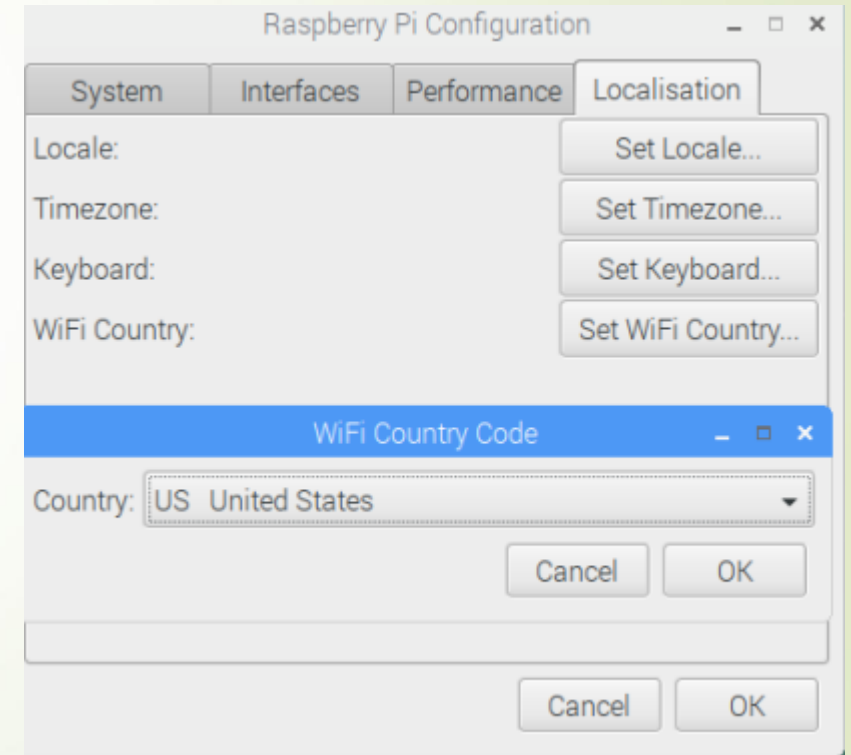 Raspberry Pi Configuration
System Interfaces Performance Localisation
Locale: Set Locale...
Timezone: Set Timezone...
Keyboard: Set Keyboard...
WiFi Country: Set WiFi Country...
WiFi Country Code
Country: US United States
Cancel OK
Cancel OK